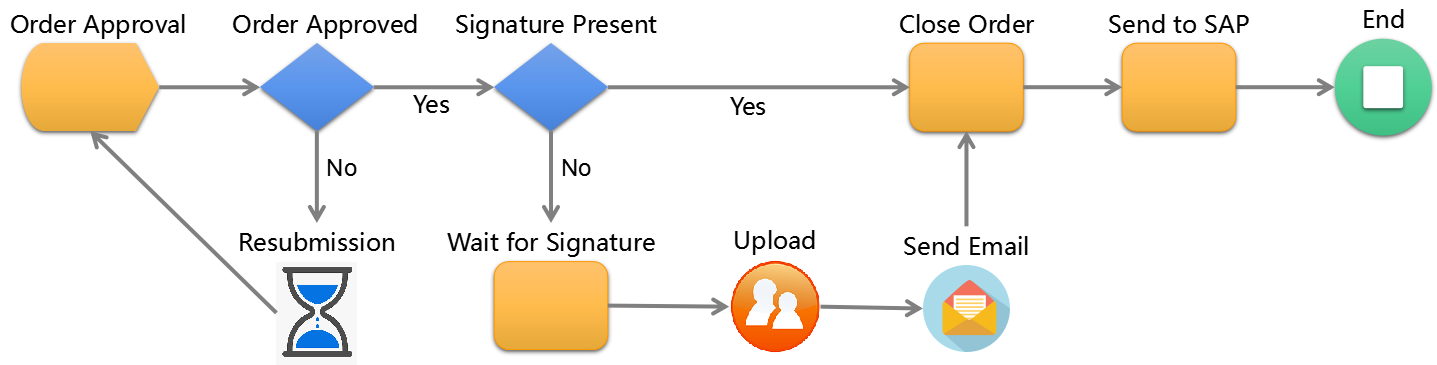 Order Approval
Order Approved
Signature Present
Close Order
Send to SAP
End
Yes
Yes
No
No
Resubmission
Wait for Signature
Upload
Send Email